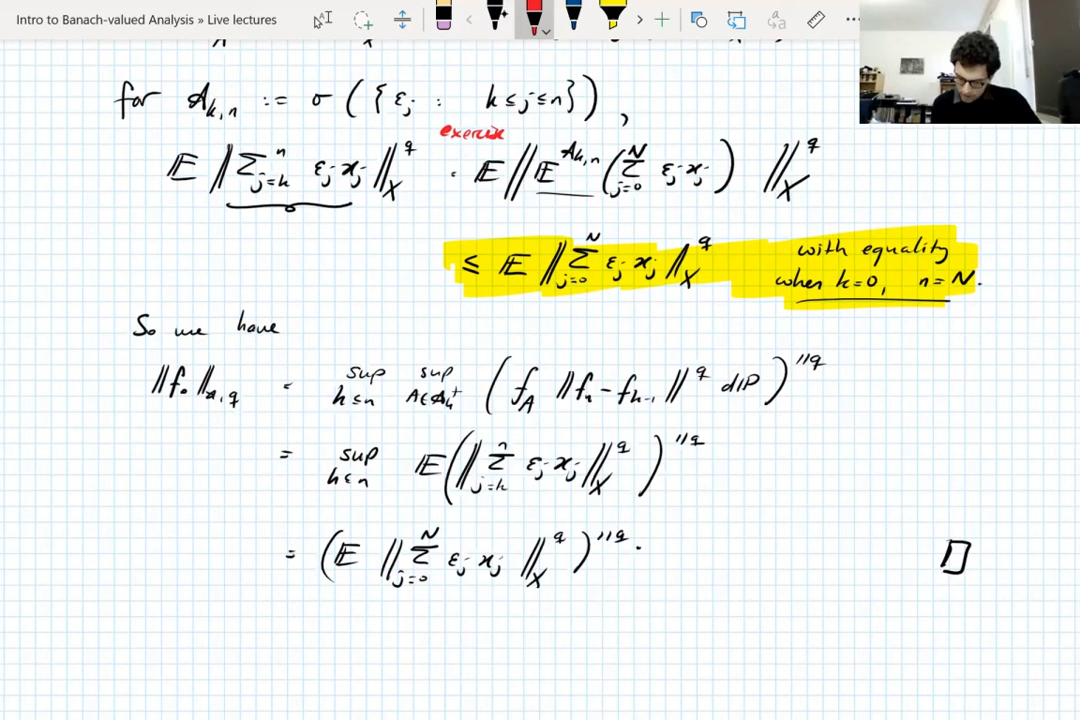 Intro to Banach-valued Analysis » Live lectures
for 𝒜_{k,n} := σ ( { ε_j : k ≤ j ≤ n } ) ,
exercise
𝔼 ‖ Σ_{j=k}^n ε_j x_j ‖_X^q = 𝔼 ‖ 𝔼^{𝒜_{k,n}} ( Σ_{j=0}^N ε_j x_j ) ‖_X^q
≤ 𝔼 ‖ Σ_{j=0}^N ε_j x_j ‖_X^q with equality
when k=0, n=N.
So we have
‖f_•‖_{𝒜,q} = sup_{k≤n} sup_{A∈𝒜_k^+} ( ⨍_A ‖f_n - f_{k-1}‖^q dℙ )^{1/q}
= sup_{k≤n} 𝔼 ( ‖ Σ_{j=k}^n ε_j x_j ‖_X^q )^{1/q}
= ( 𝔼 ‖ Σ_{j=0}^N ε_j x_j ‖_X^q )^{1/q} . □